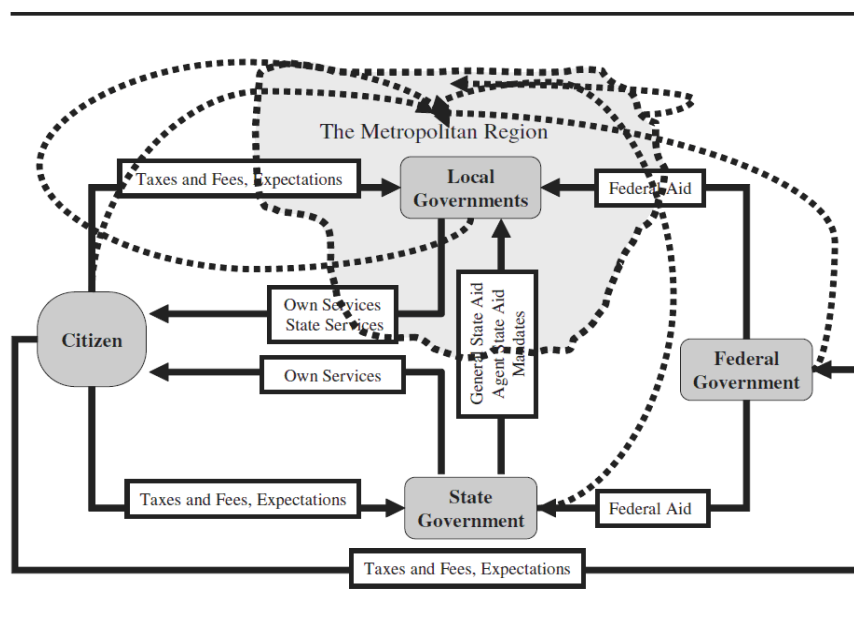 The Metropolitan Region
Taxes and Fees, Expectations
Local
Governments
Federal Aid
Own Services
State Services
General State Aid
Agent State Aid
Mandates
Citizen
Federal
Government
Own Services
Taxes and Fees, Expectations
State
Government
Federal Aid
Taxes and Fees, Expectations